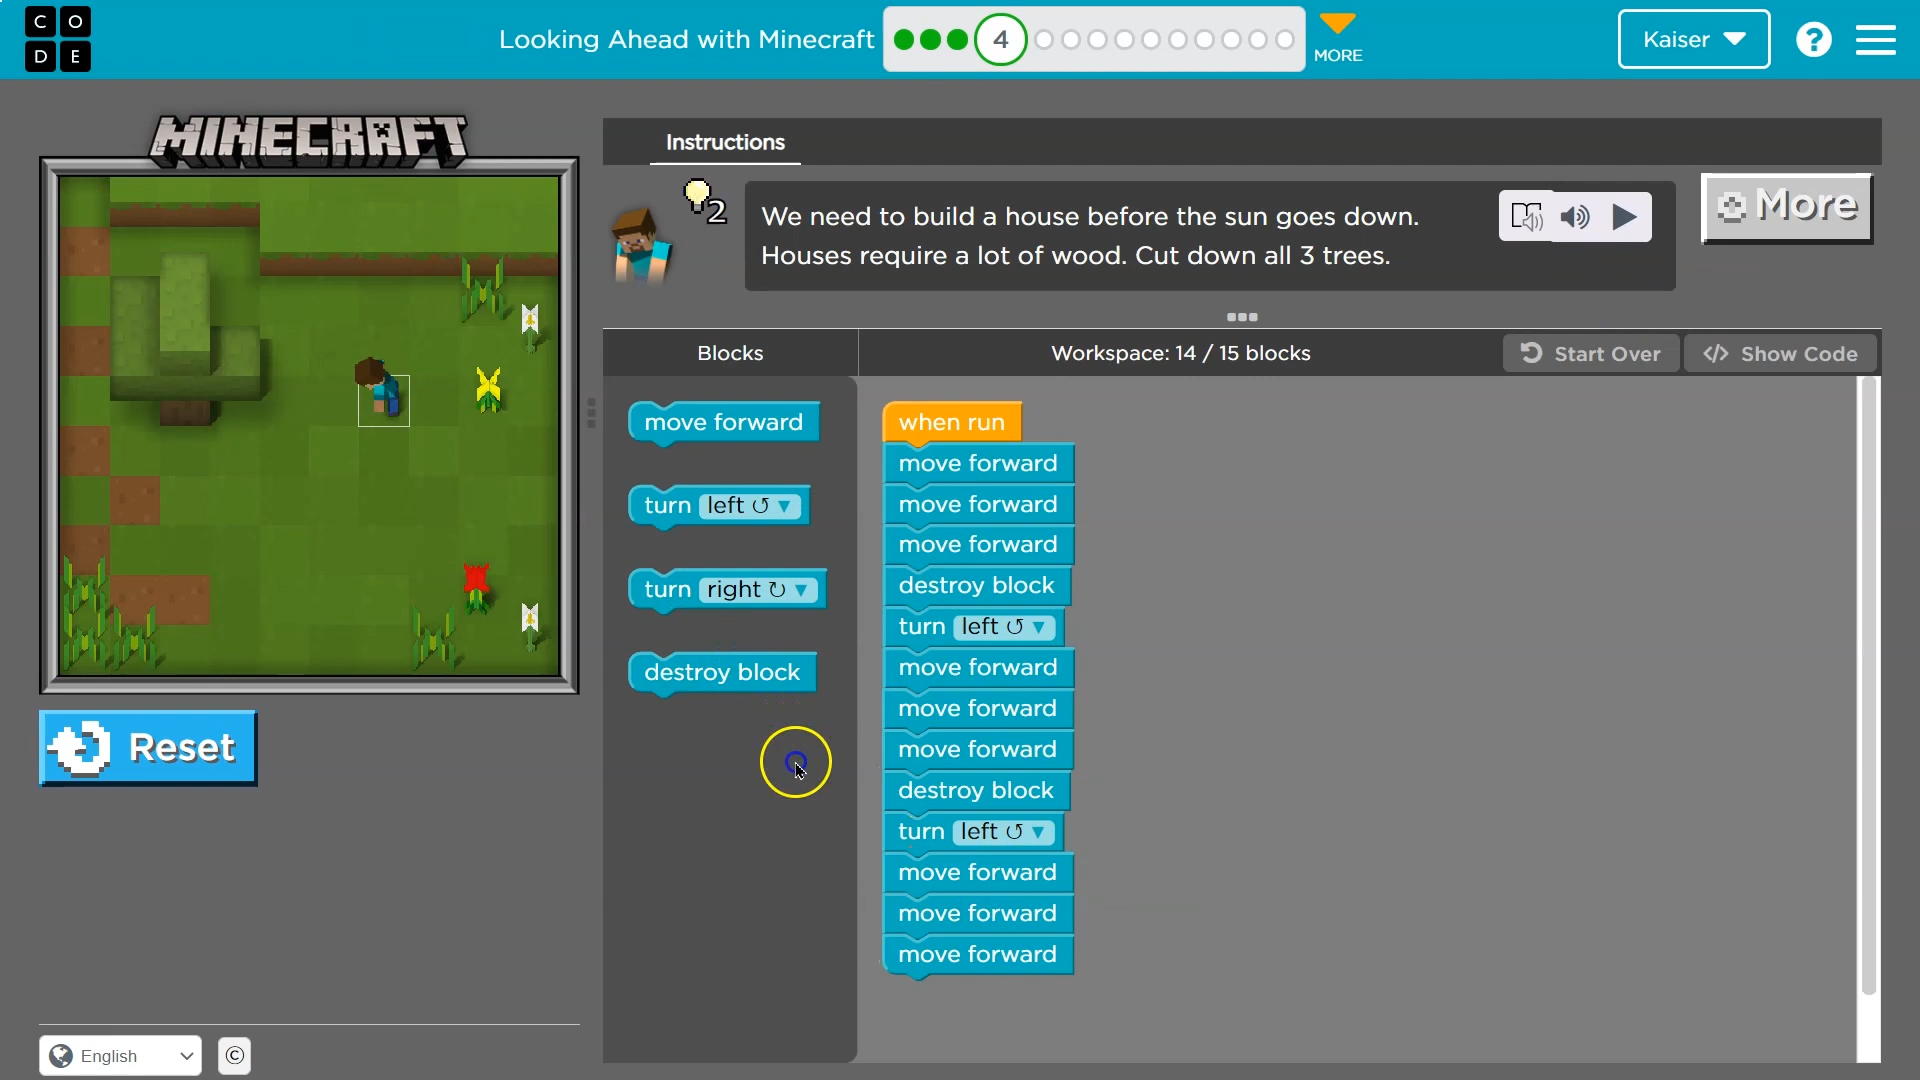 C O
D E
Looking Ahead with Minecraft
4
MORE
Kaiser
?
MINECRAFT
Instructions
2
We need to build a house before the sun goes down.
Houses require a lot of wood. Cut down all 3 trees.
More
Blocks
Workspace: 14 / 15 blocks
Start Over
</> Show Code
move forward
turn left ↺ ▼
turn right ↻ ▼
destroy block
when run
move forward
move forward
move forward
destroy block
turn left ↺ ▼
move forward
move forward
move forward
destroy block
turn left ↺ ▼
move forward
move forward
move forward
Reset
English
©